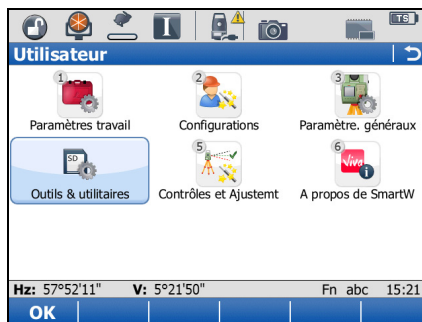 TS
Utilisateur
1
Paramètres travail
2
Configurations
3
Paramètre. généraux
SD
Outils & utilitaires
5
Contrôles et Ajustemt
6
Viva
A propos de SmartW
Hz: 57°52'11" V: 5°21'50" Fn abc 15:21
OK